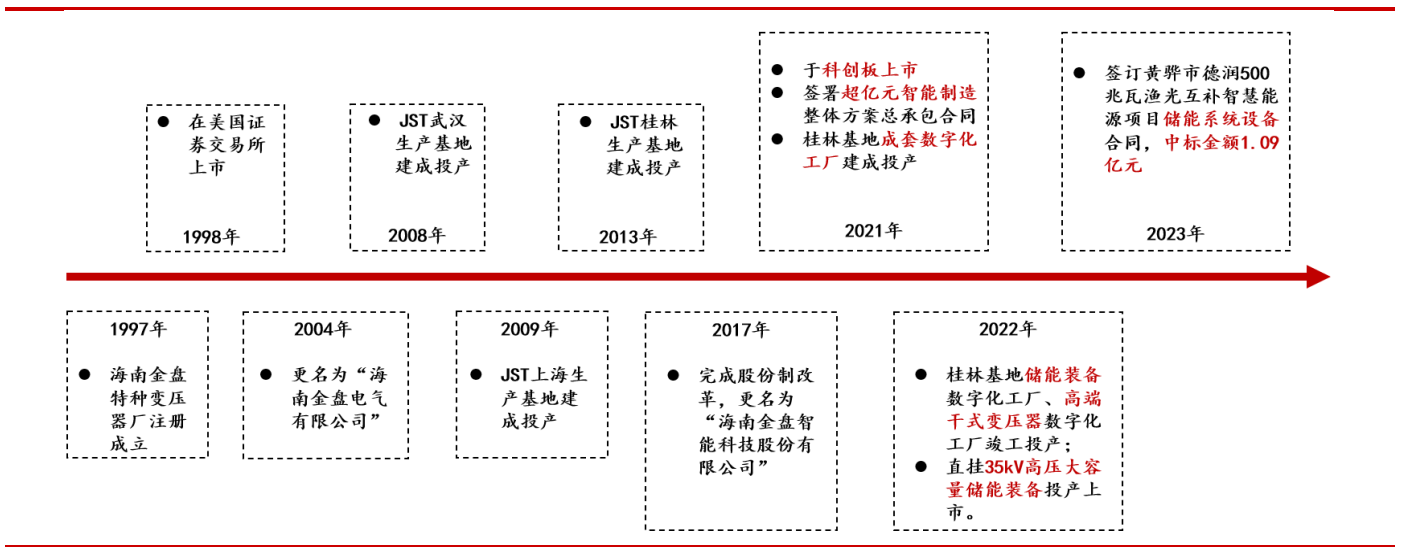 在美国证
券交易所
上市
1998年
JST武汉
生产基地
建成投产
2008年
JST桂林
生产基地
建成投产
2013年
于科创板上市
签署超亿元智能制造
整体方案总承包合同
桂林基地成套数字化
工厂建成投产
2021年
签订黄骅市德润500
兆瓦渔光互补智慧能
源项目储能系统设备
合同，中标金额1.09
亿元
2023年
1997年
海南金盘
特种变压
器厂注册
成立
2004年
更名为“海
南金盘电气
有限公司”
2009年
JST上海生
产基地建
成投产
2017年
完成股份制改
革，更名为
“海南金盘智
能科技股份有
限公司”
2022年
桂林基地储能装备
数字化工厂、高端
干式变压器数字化
工厂竣工投产；
直挂35kV高压大容
量储能装备投产上
市。